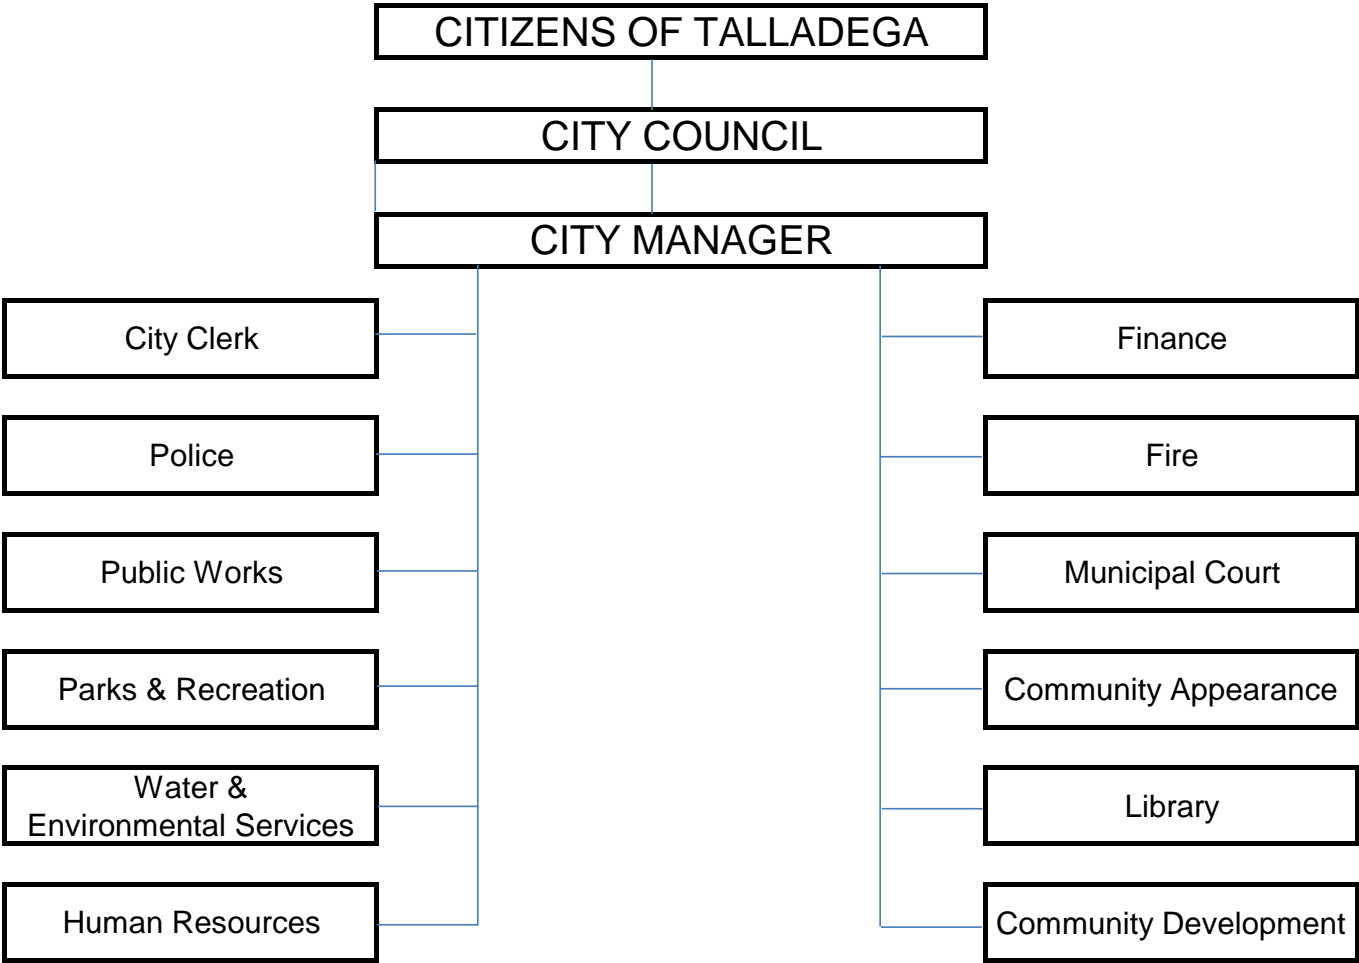 CITIZENS OF TALLADEGA
CITY COUNCIL
CITY MANAGER
City Clerk
Finance
Police
Fire
Public Works
Municipal Court
Parks & Recreation
Community Appearance
Water &
Environmental Services
Library
Human Resources
Community Development